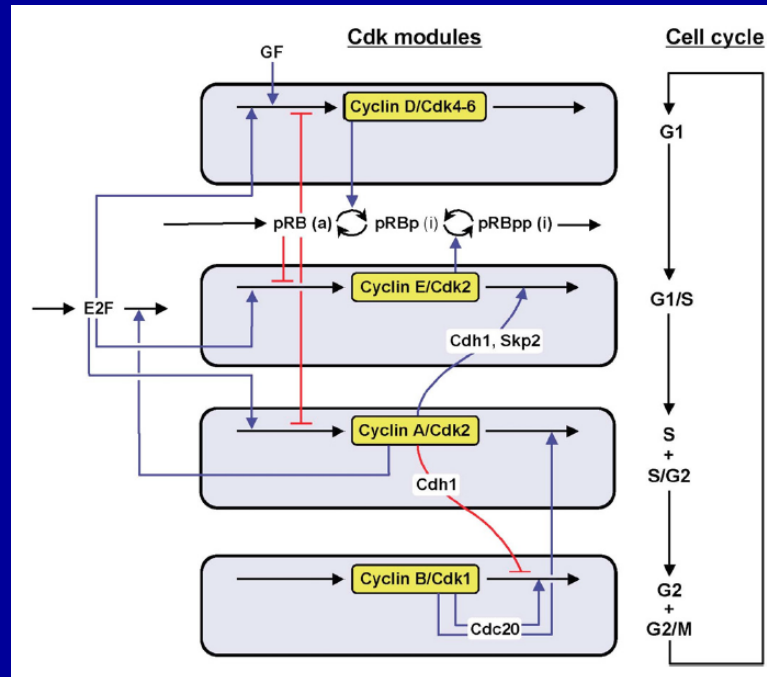 Cdk modules
Cell cycle
GF
Cyclin D/Cdk4-6
G1
pRB (a)
pRBp (i)
pRBpp (i)
Cyclin E/Cdk2
G1/S
E2F
Cdh1, Skp2
Cyclin A/Cdk2
S
+
S/G2
Cdh1
Cyclin B/Cdk1
G2
+
G2/M
Cdc20